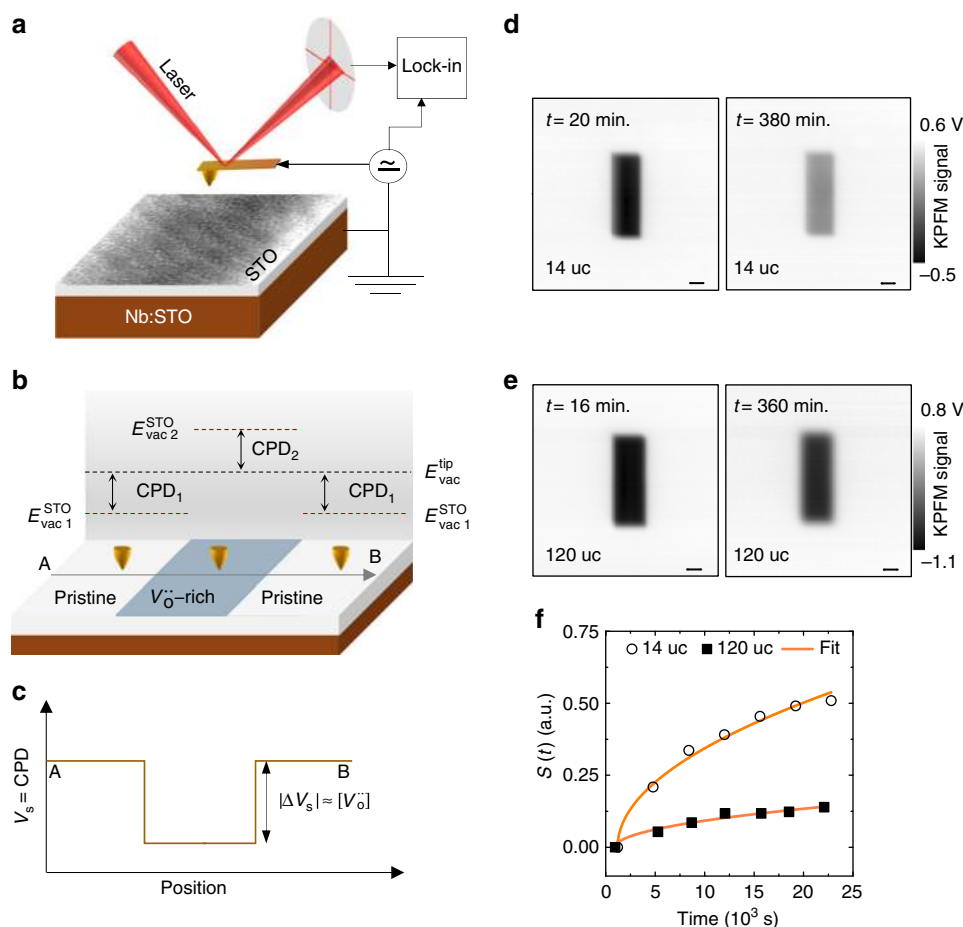 a
Laser
Lock-in
STO
Nb:STO
b
E^STO_vac 2
CPD₂
E^tip_vac
CPD₁
CPD₁
E^STO_vac 1
E^STO_vac 1
A
B
Pristine
V_O^••–rich
Pristine
c
V_s = CPD
A
B
|ΔV_s| ≈ [V_o^••]
Position
d
t = 20 min.
14 uc
t = 380 min.
14 uc
0.6 V
KPFM signal
−0.5
e
t = 16 min.
120 uc
t = 360 min.
120 uc
0.8 V
KPFM signal
−1.1
f
0.75
14 uc
120 uc
Fit
S (t) (a.u.)
0.50
0.25
0.00
0 5 10 15 20 25
Time (10³ s)